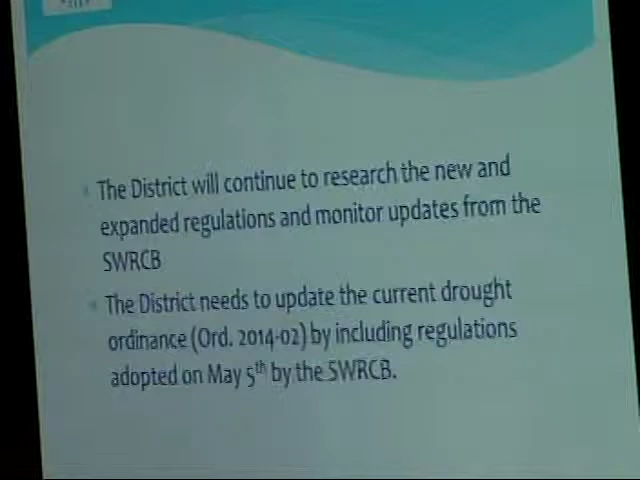 The District will continue to research the new and
expanded regulations and monitor updates from the
SWRCB
The District needs to update the current drought
ordinance (Ord. 2014-02) by including regulations
adopted on May 5th by the SWRCB.